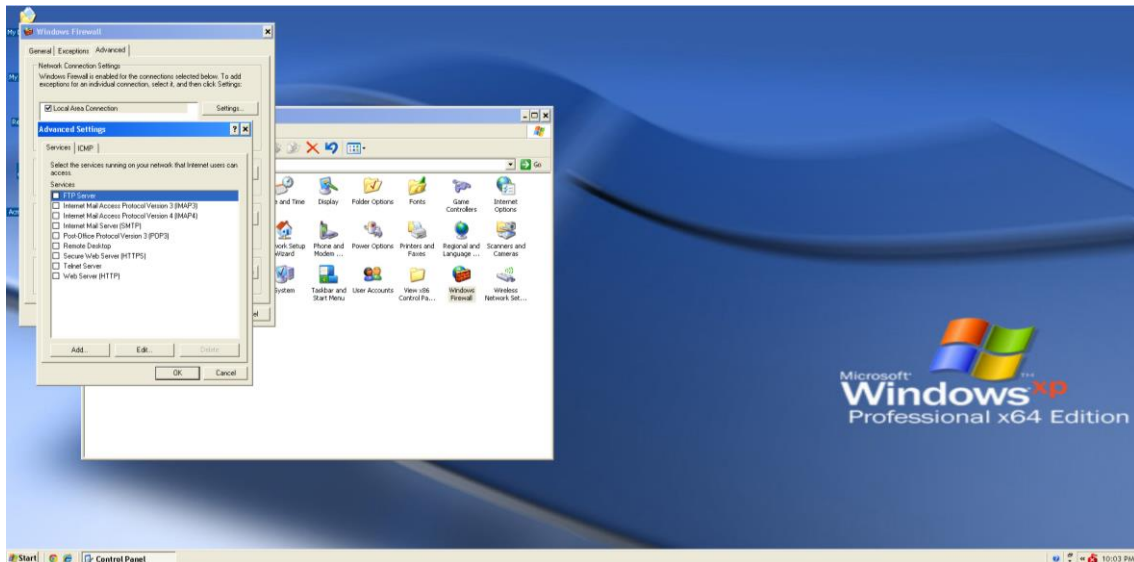 My
Windows Firewall
General
Exceptions
Advanced
Network Connection Settings
Windows Firewall is enabled for the connections selected below. To add
exceptions for an individual connection, select it, and then click Settings:
Local Area Connection
Settings...
Advanced Settings
Services
ICMP
Select the services running on your network that Internet users can
access.
Services
FTP Server
Internet Mail Access Protocol Version 3 (IMAP3)
Internet Mail Access Protocol Version 4 (IMAP4)
Internet Mail Server (SMTP)
Post-Office Protocol Version 3 (POP3)
Remote Desktop
Secure Web Server (HTTPS)
Telnet Server
Web Server (HTTP)
Add...
Edit...
Delete
OK
Cancel
Go
and Time
Display
Folder Options
Fonts
Game
Controllers
Internet
Options
Setup
Wizard
Phone and
Modem ...
Power Options
Printers and
Faxes
Regional and
Language ...
Scanners and
Cameras
System
Taskbar and
Start Menu
User Accounts
View x86
Control Pa...
Windows
Firewall
Wireless
Network Set...
Microsoft
Windows xp
TM
Professional x64 Edition
Start
Control Panel
10:03 PM